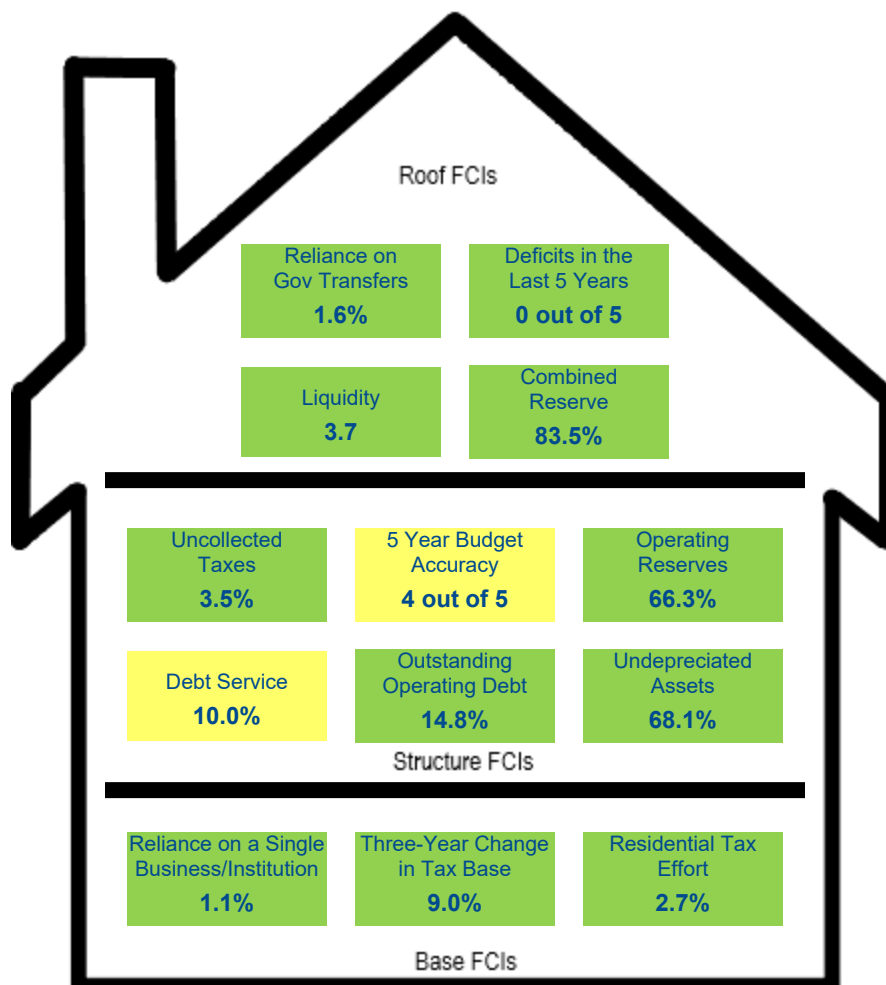 Roof FCIs
Reliance on
Gov Transfers
1.6%
Deficits in the
Last 5 Years
0 out of 5
Liquidity
3.7
Combined
Reserve
83.5%
Uncollected
Taxes
3.5%
5 Year Budget
Accuracy
4 out of 5
Operating
Reserves
66.3%
Debt Service
10.0%
Outstanding
Operating Debt
14.8%
Undepreciated
Assets
68.1%
Structure FCIs
Reliance on a Single
Business/Institution
1.1%
Three-Year Change
in Tax Base
9.0%
Residential Tax
Effort
2.7%
Base FCIs